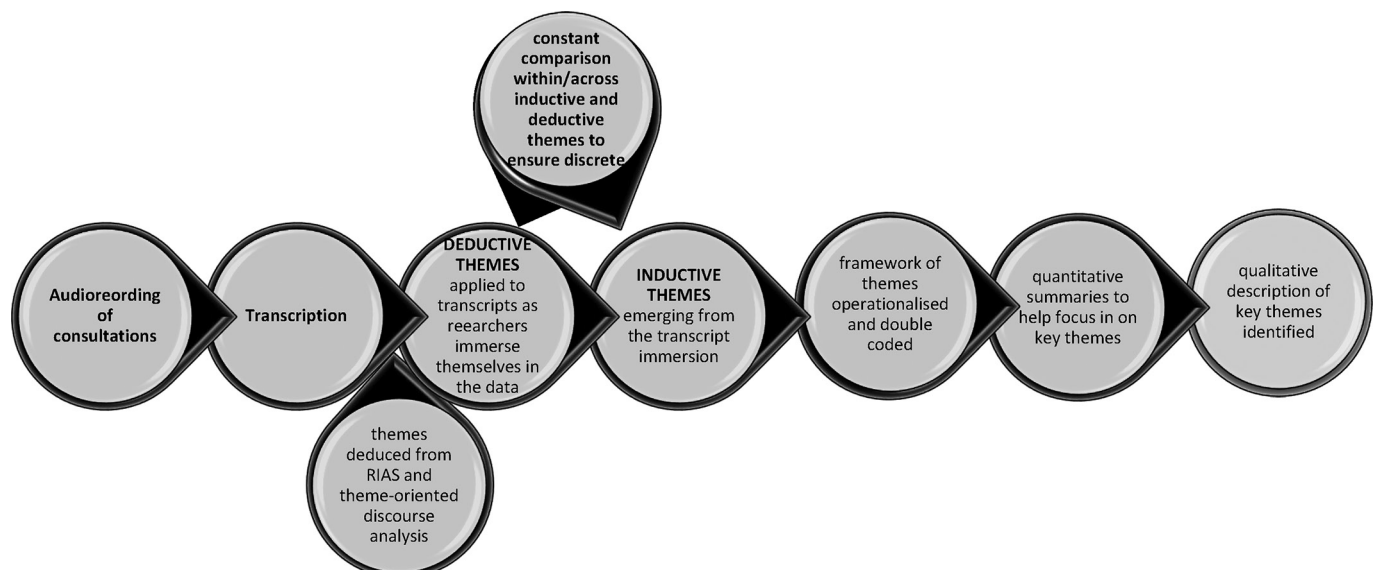 constant
comparison
within/across
inductive and
deductive
themes to
ensure discrete
Audioreording
of
consultations
Transcription
DEDUCTIVE
THEMES
applied to
transcripts as
reearchers
immerse
themselves in
the data
INDUCTIVE
THEMES
emerging from
the transcript
immersion
framework of
themes
operationalised
and double
coded
quantitative
summaries to
help focus in on
key themes
qualitative
description of
key themes
identified
themes
deduced from
RIAS and
theme-oriented
discourse
analysis